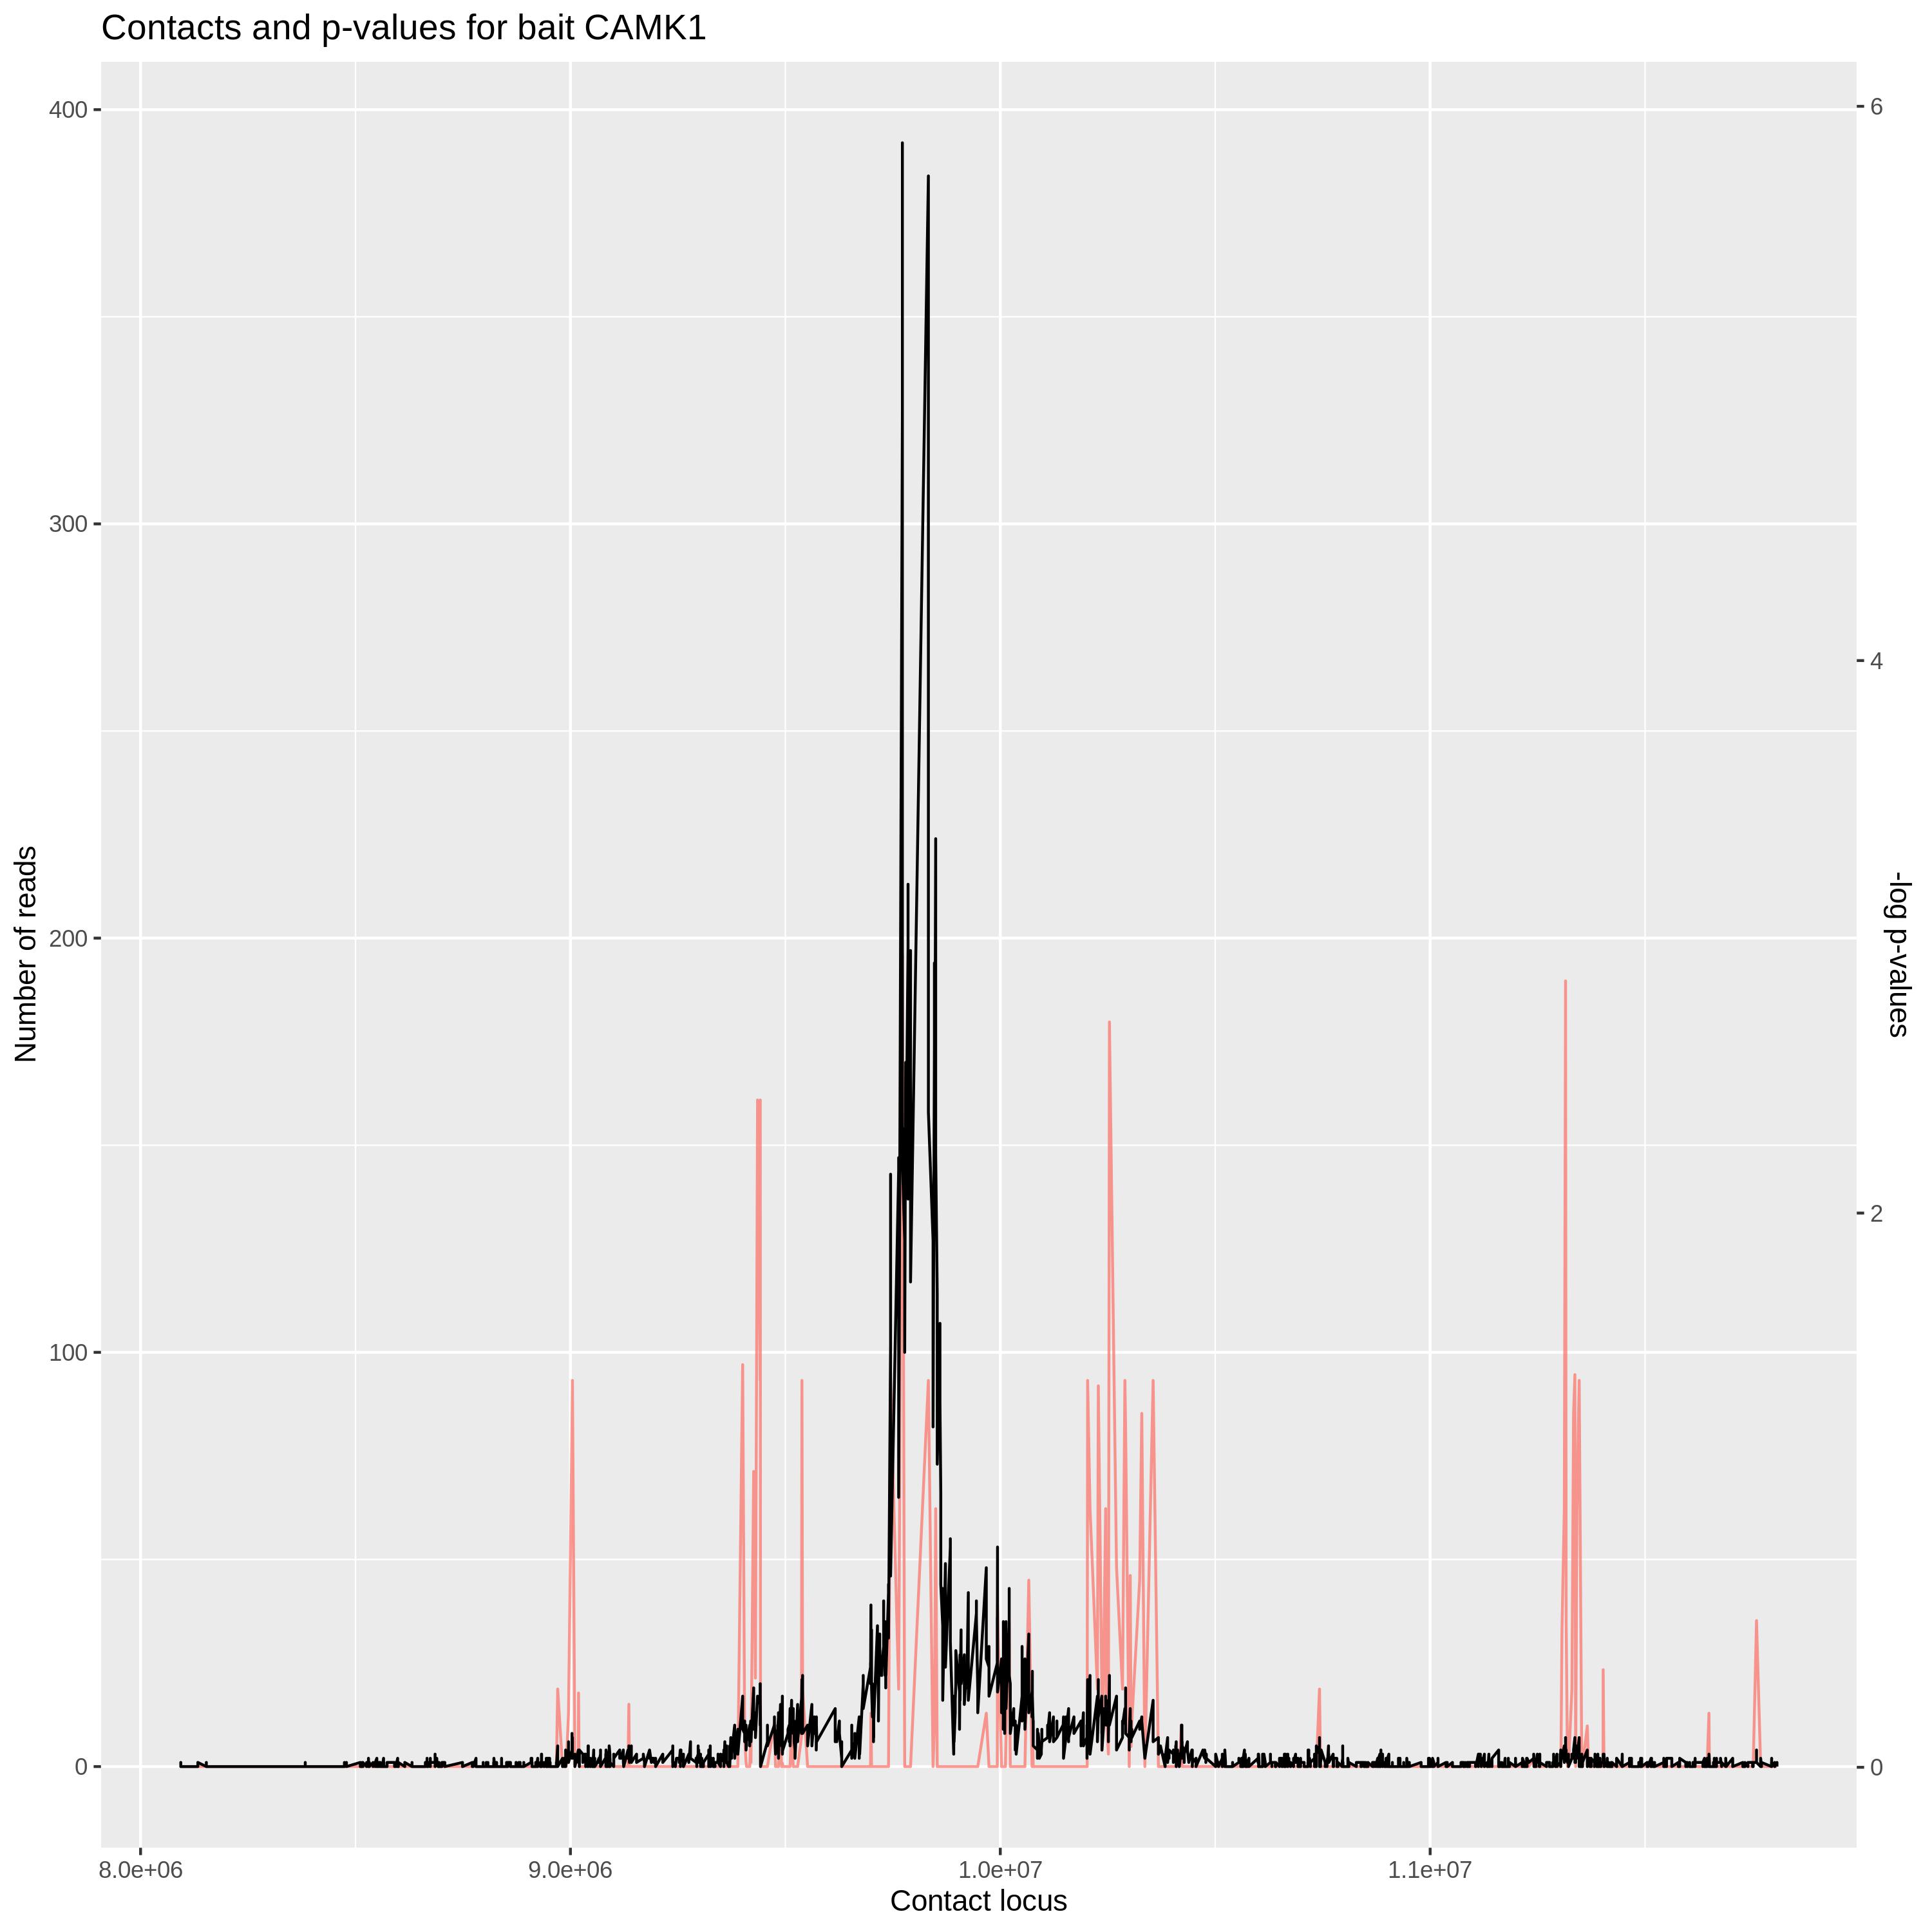 Contacts and p-values for bait CAMK1
400
300
200
100
0
6
4
2
0
Number of reads
-log p-values
8.0e+06
9.0e+06
1.0e+07
1.1e+07
Contact locus